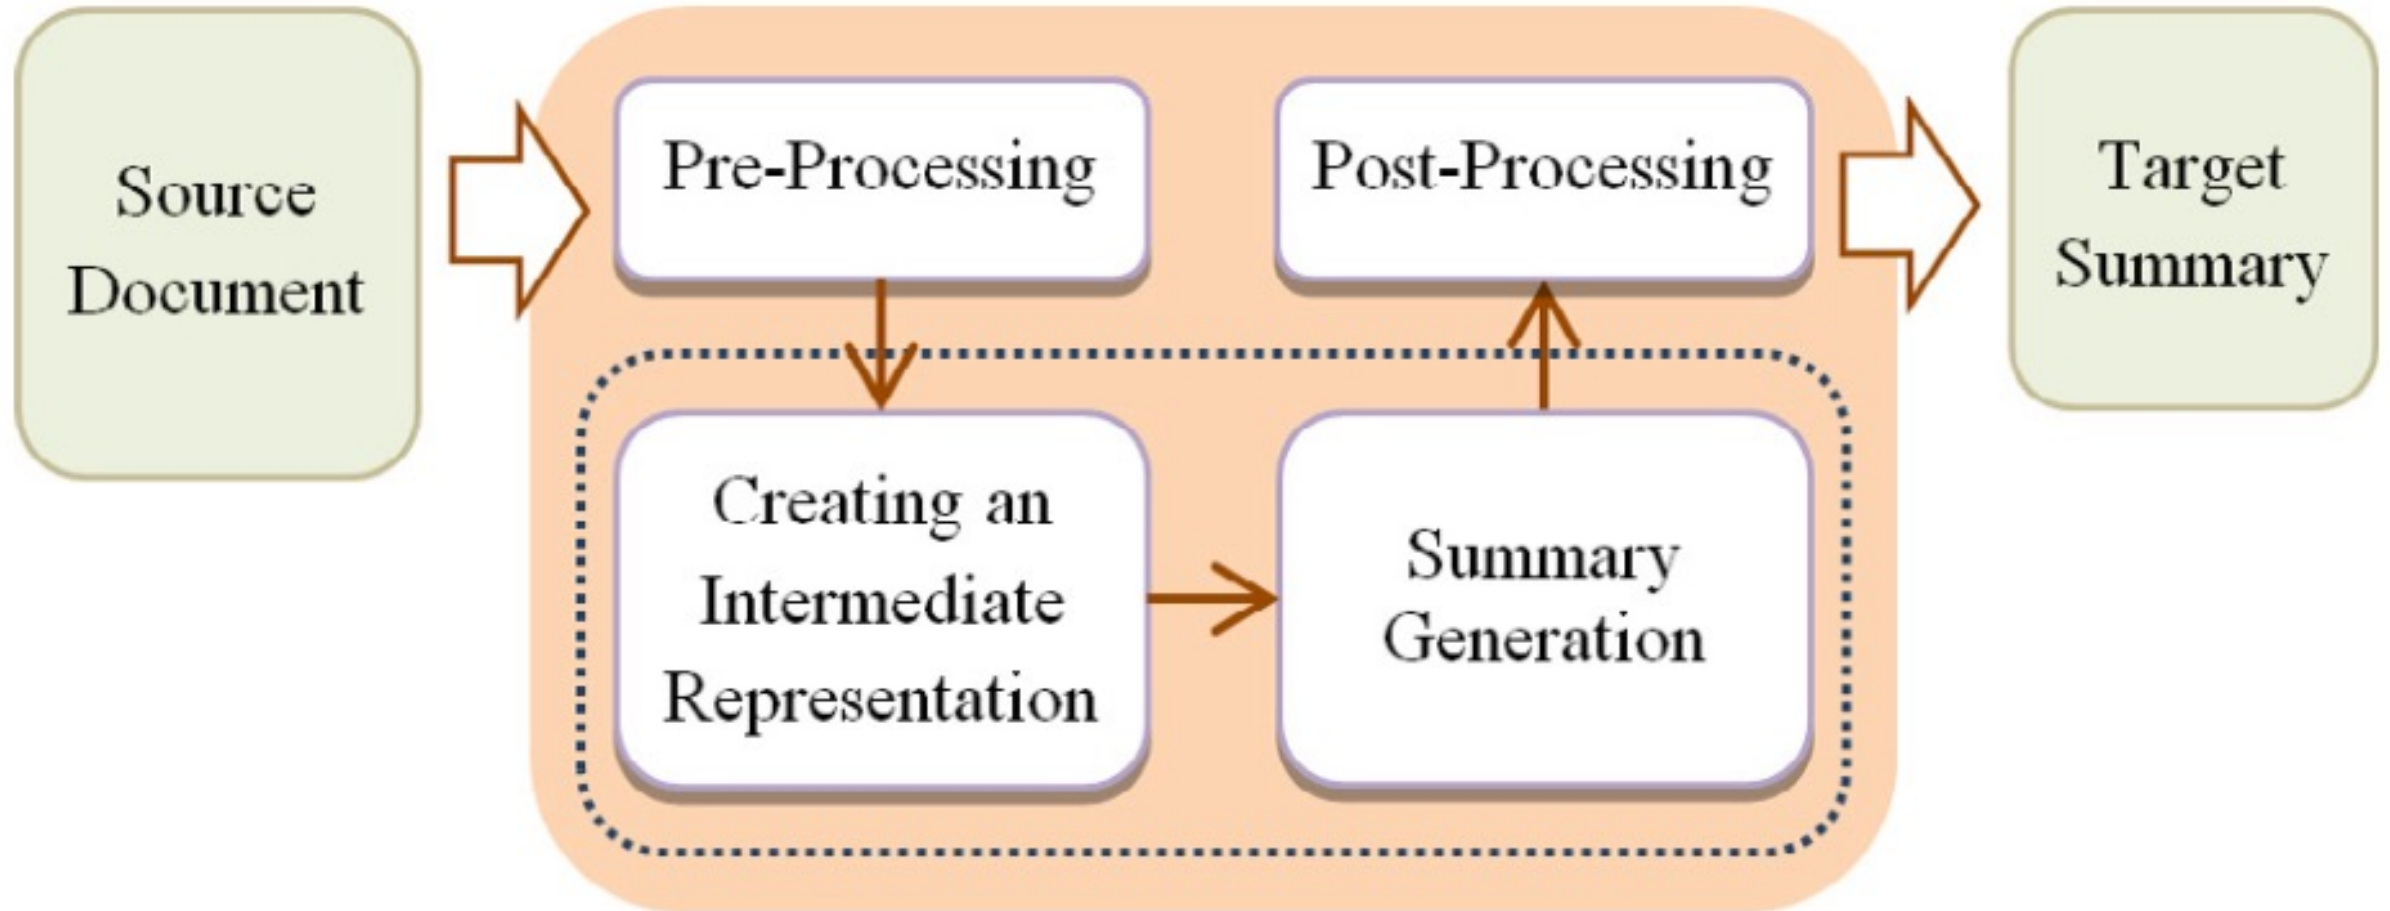 Source
Document
Pre-Processing
Creating an
Intermediate
Representation
Summary
Generation
Post-Processing
Target
Summary